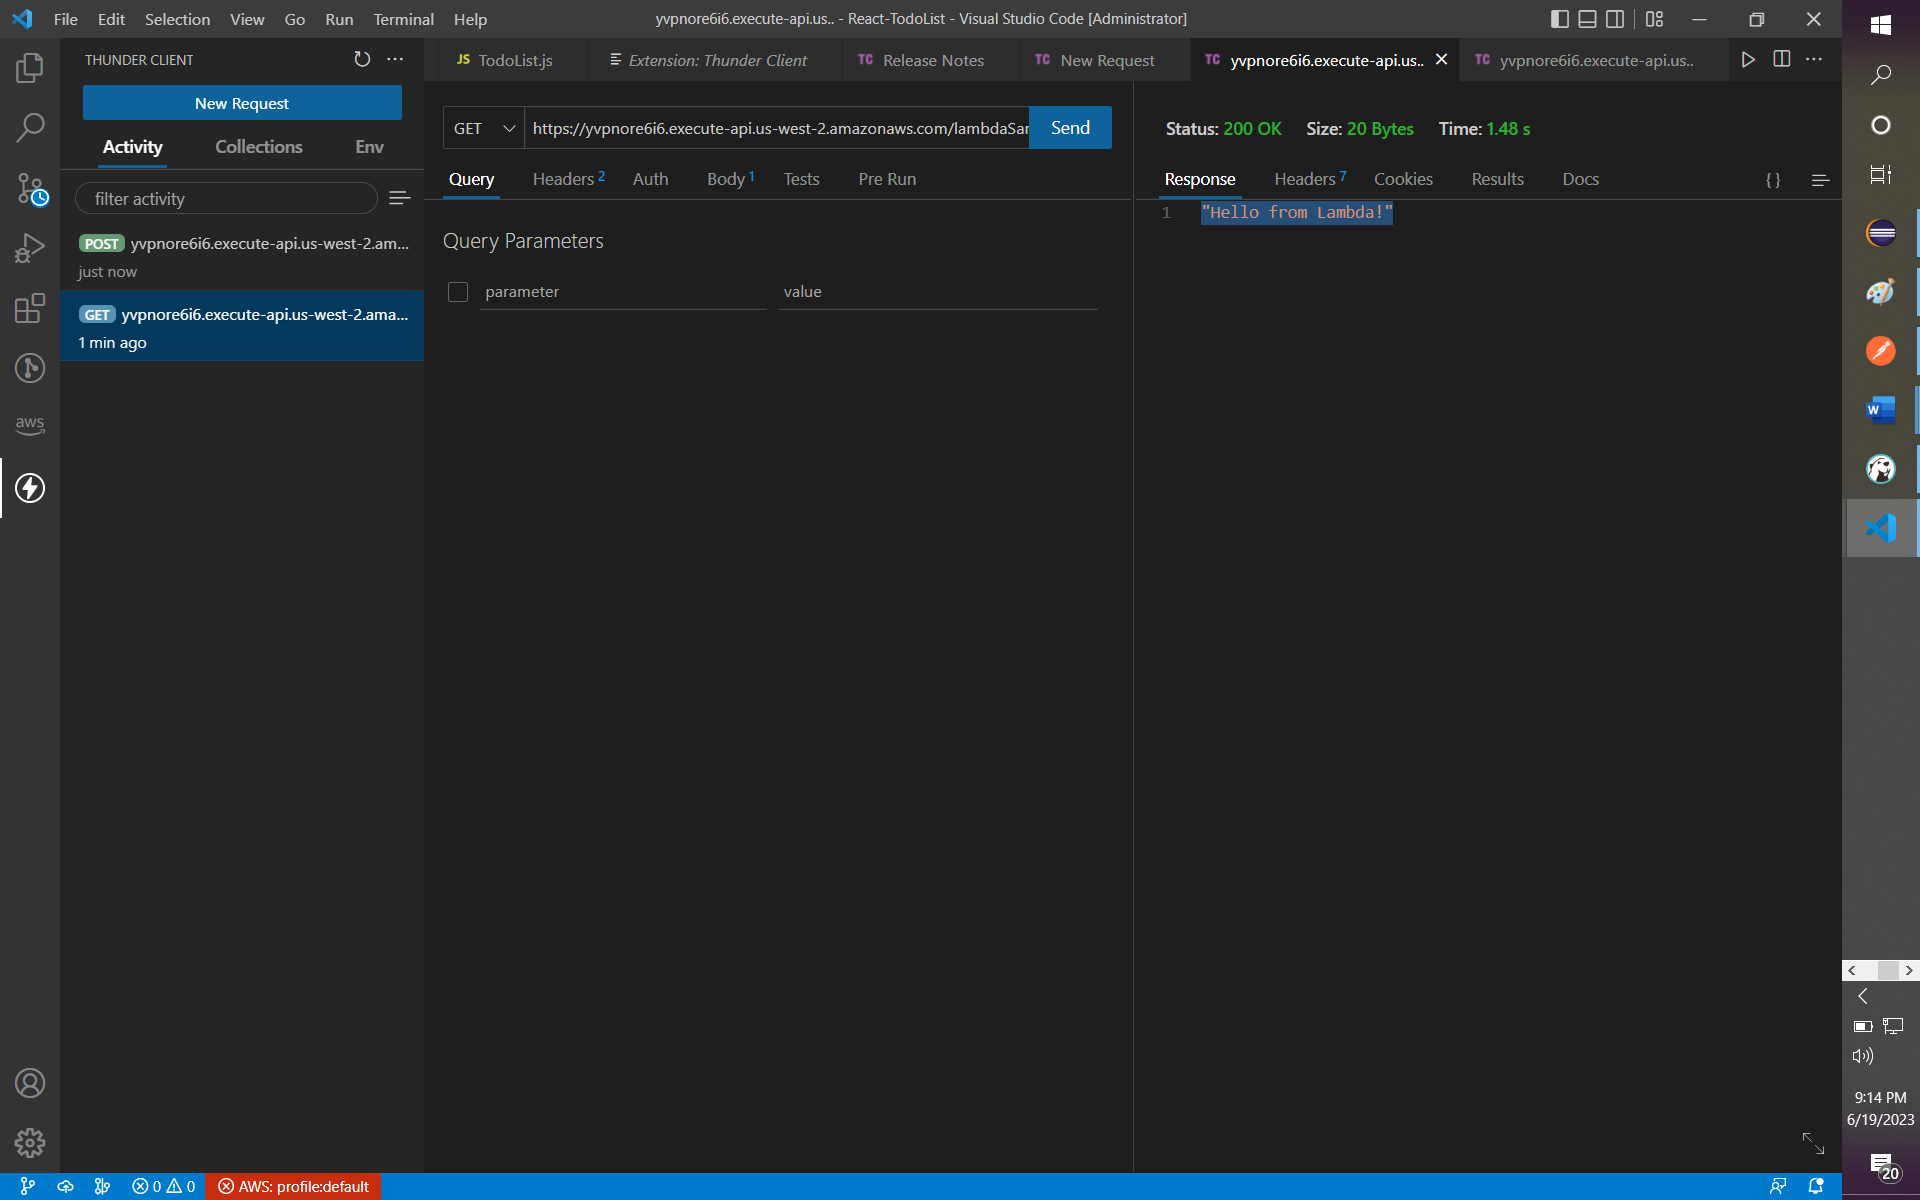 File Edit Selection View Go Run Terminal Help
yvpnore6i6.execute-api.us.. - React-TodoList - Visual Studio Code [Administrator]
THUNDER CLIENT
New Request
Activity Collections Env
filter activity
POST yvpnore6i6.execute-api.us-west-2.am...
just now
GET yvpnore6i6.execute-api.us-west-2.ama...
1 min ago
aws
JS TodoList.js
Extension: Thunder Client
TC Release Notes
TC New Request
TC yvpnore6i6.execute-api.us..
TC yvpnore6i6.execute-api.us..
GET https://yvpnore6i6.execute-api.us-west-2.amazonaws.com/lambdaSar Send
Query Headers 2 Auth Body 1 Tests Pre Run
Query Parameters
parameter value
Status: 200 OK Size: 20 Bytes Time: 1.48 s
Response Headers 7 Cookies Results Docs { }
1 "Hello from Lambda!"
W
9:14 PM
6/19/2023
20
0 0 AWS: profile:default